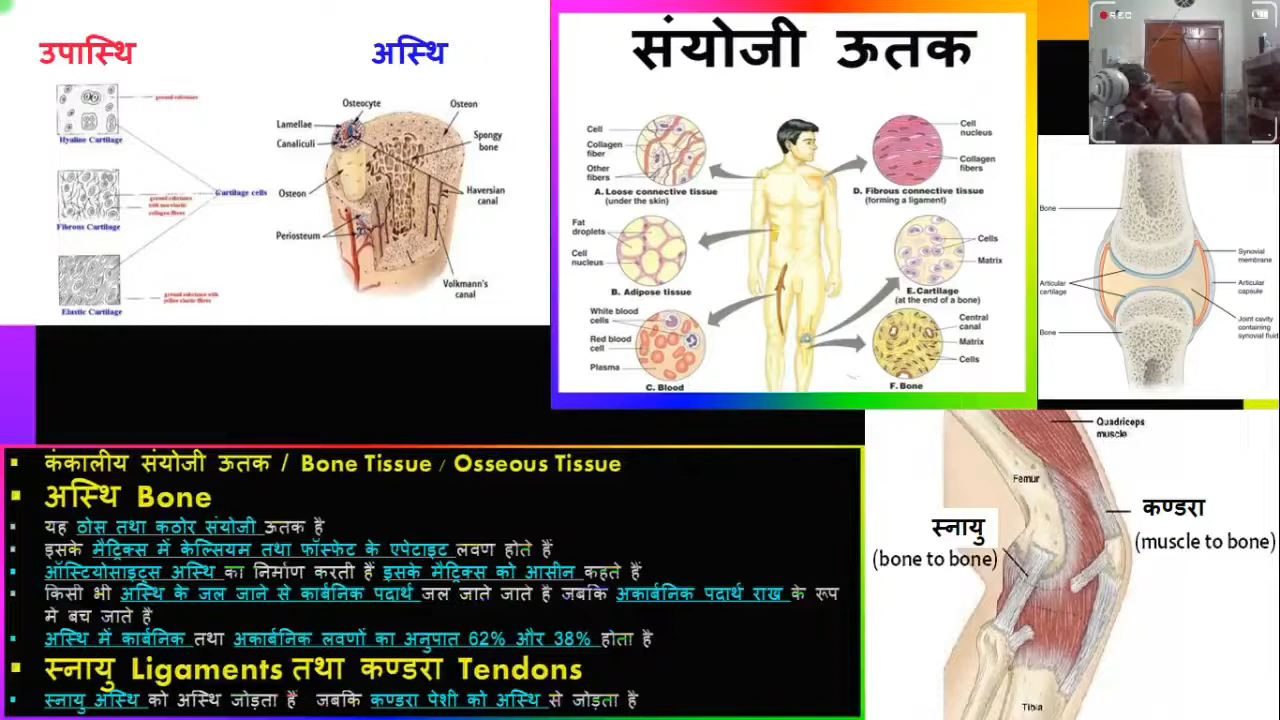 उपास्थि
अस्थि
ground substance
Hyaline Cartilage
Cartilage cells
Fibrous Cartilage
Elastic Cartilage
Osteocyte
Osteon
Lamellae
Canaliculi
Spongy
bone
Osteon
Haversian
canal
Periosteum
Volkmann's
canal
संयोजी ऊतक
Cell
Collagen
fiber
Other
fibers
A. Loose connective tissue
(under the skin)
Cell
nucleus
Collagen
fibers
D. Fibrous connective tissue
(forming a ligament)
Fat
droplets
Cell
nucleus
B. Adipose tissue
Cells
Matrix
E. Cartilage
(at the end of a bone)
White blood
cells
Red blood
cell
Plasma
C. Blood
Central
canal
Matrix
Cells
F. Bone
REC
Bone
Synovial
membrane
Articular
cartilage
Articular
capsule
Joint cavity
containing
synovial fluid
Bone
कंकालीय संयोजी ऊतक / Bone Tissue / Osseous Tissue
अस्थि Bone
यह ठोस तथा कठोर संयोजी ऊतक है
इसके मैट्रिक्स में केल्सियम तथा फॉस्फेट के एपेटाइट लवण होते हैं
ऑस्टियोसाइट्स अस्थि का निर्माण करती हैं इसके मैट्रिक्स को आसीन कहते हैं
किसी भी अस्थि के जल जाने से कार्बनिक पदार्थ जल जाते जाते है जबकि अकार्बनिक पदार्थ राख के रूप
मे बच जाते है
अस्थि में कार्बनिक तथा अकार्बनिक लवणों का अनुपात 62% और 38% होता है
स्नायु Ligaments तथा कण्डरा Tendons
स्नायु अस्थि को अस्थि जोड़ता हैं जबकि कण्डरा पेशी को अस्थि से जोड़ता है
Quadriceps
muscle
Femur
स्नायु
(bone to bone)
कण्डरा
(muscle to bone)
Tibia